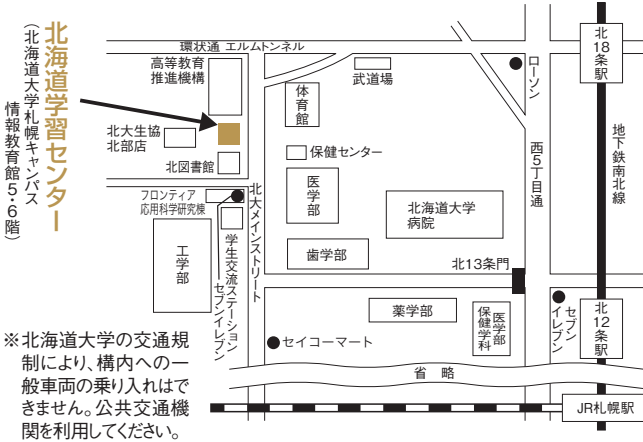 北海道学習センター
（北海道大学札幌キャンパス
情報教育館5・6階）
環状通 エルムトンネル
高等教育
推進機構
北大生協
北部店
北図書館
フロンティア
応用科学研究棟
工学部
学生交流ステーション
セブンイレブン
北大メインストリート
体育館
武道場
保健センター
医学部
歯学部
北海道大学
病院
薬学部
医学部
保健学科
北13条門
セイコーマート
ローソン
西5丁目通
セブン
イレブン
北
18
条
駅
地下鉄南北線
北
12
条
駅
省略
JR札幌駅
※北海道大学の交通規
制により、構内への一
般車両の乗り入れはで
きません。公共交通機
関を利用してください。